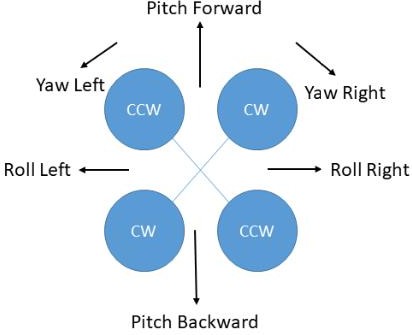 Pitch Forward
Yaw Left
Yaw Right
CCW
CW
Roll Left
Roll Right
CW
CCW
Pitch Backward